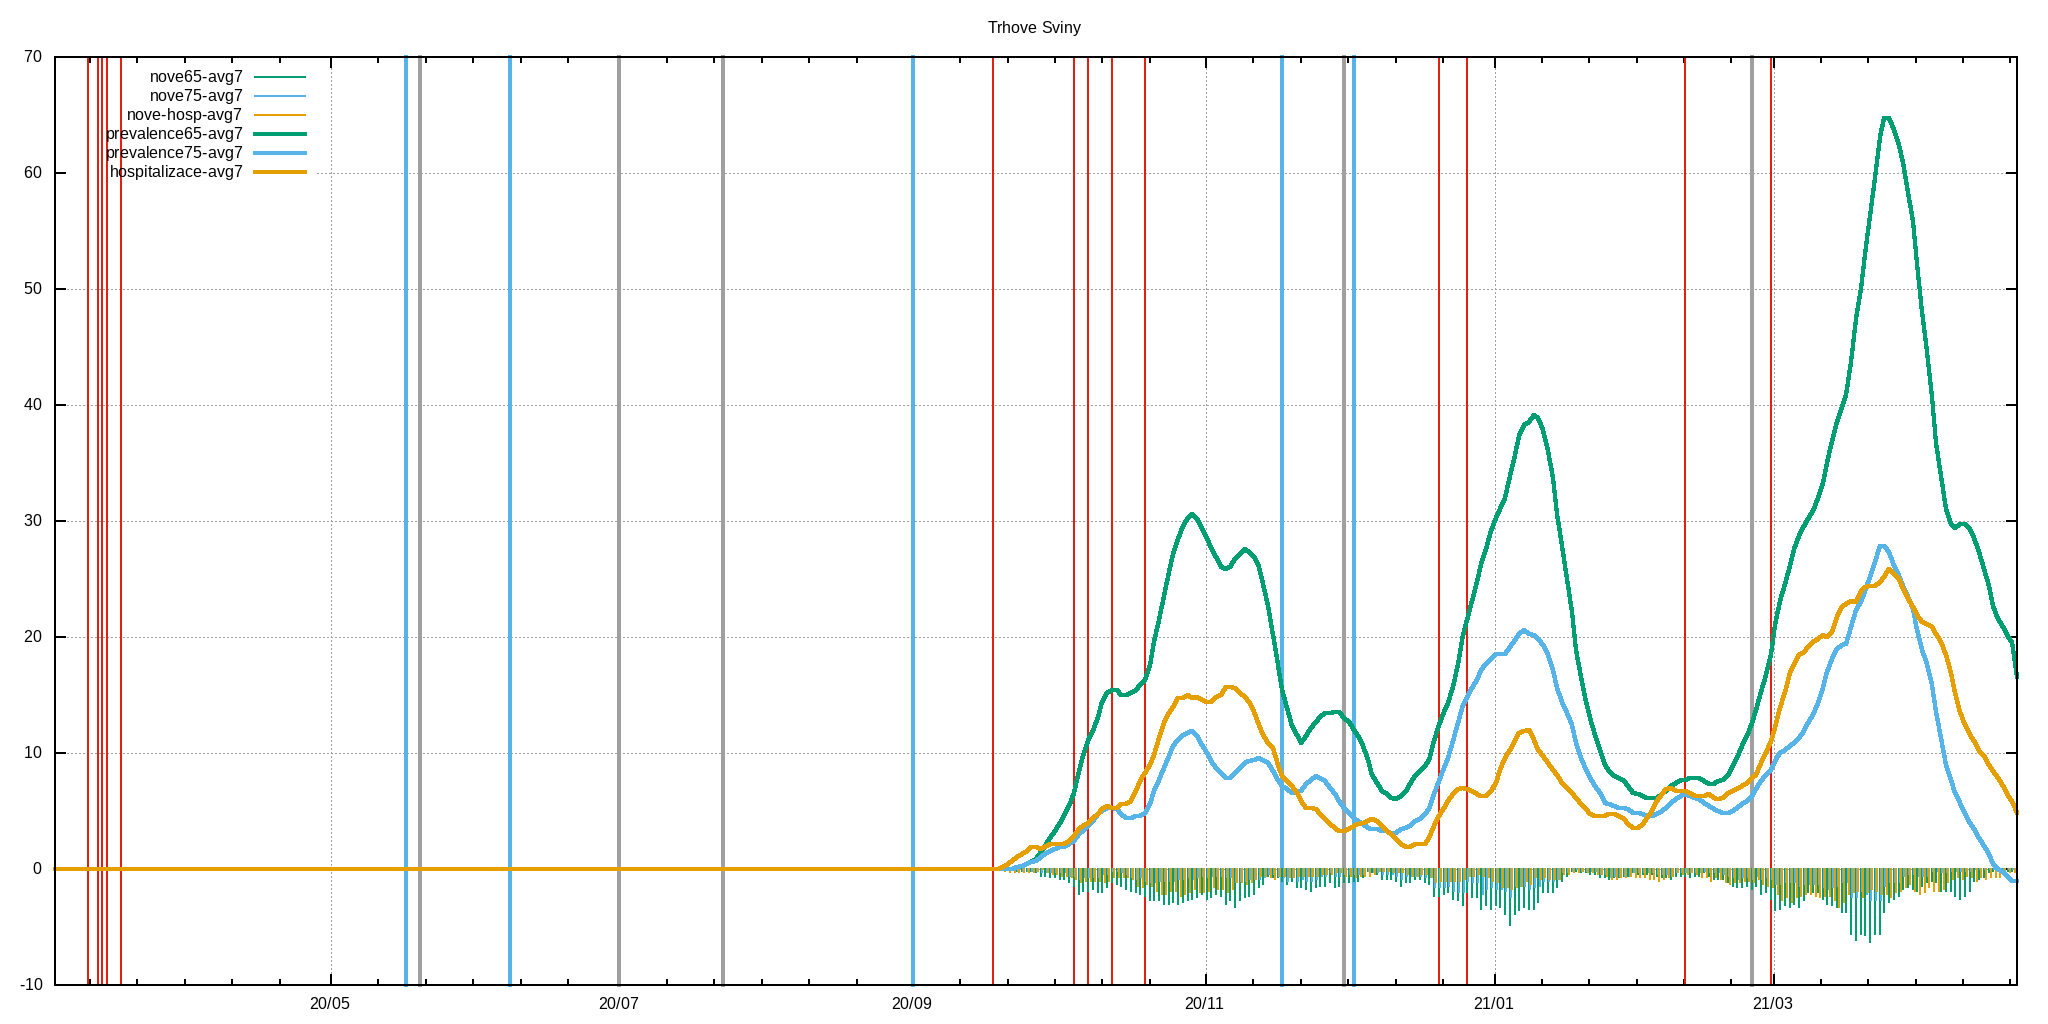 Trhove Sviny
70
nove65-avg7
nove75-avg7
nove-hosp-avg7
prevalence65-avg7
prevalence75-avg7
hospitalizace-avg7
60
50
40
30
20
10
0
-10
20/05 20/07 20/09 20/11 21/01 21/03